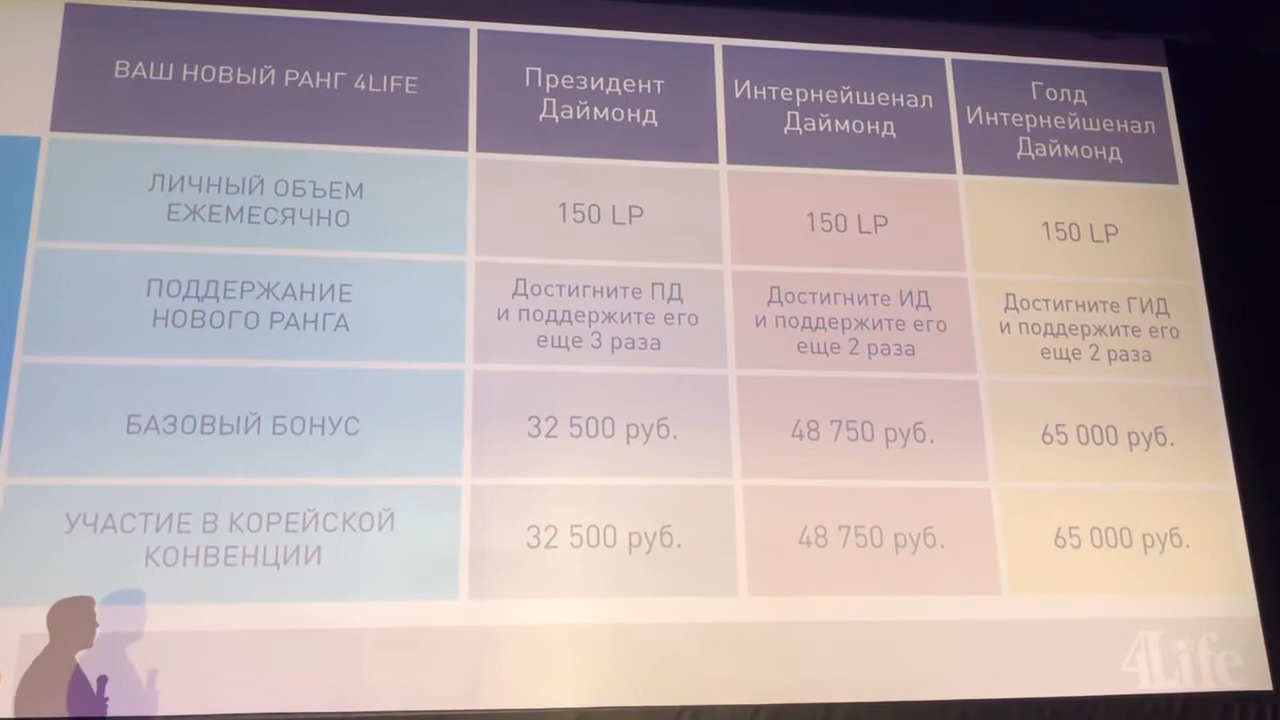 ВАШ НОВЫЙ РАНГ 4LIFE
Президент
Даймонд
Интернейшенал
Даймонд
Голд
Интернейшенал
Даймонд
ЛИЧНЫЙ ОБЪЕМ
ЕЖЕМЕСЯЧНО
150 LP
150 LP
150 LP
ПОДДЕРЖАНИЕ
НОВОГО РАНГА
Достигните ПД
и поддержите его
еще 3 раза
Достигните ИД
и поддержите его
еще 2 раза
Достигните ГИД
и поддержите его
еще 2 раза
БАЗОВЫЙ БОНУС
32 500 руб.
48 750 руб.
65 000 руб.
УЧАСТИЕ В КОРЕЙСКОЙ
КОНВЕНЦИИ
32 500 руб.
48 750 руб.
65 000 руб.
4Life